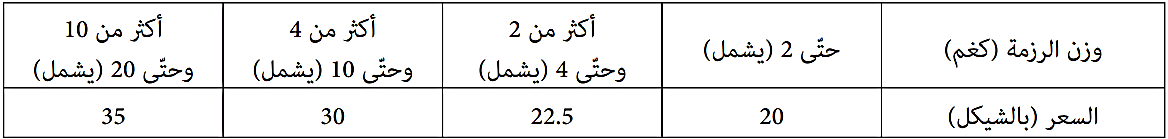 وزن الرزمة (كغم)
حتّى 2 (يشمل)
أكثر من 2
وحتّى 4 (يشمل)
أكثر من 4
وحتّى 10 (يشمل)
أكثر من 10
وحتّى 20 (يشمل)
السعر (بالشيكل)
20
22.5
30
35